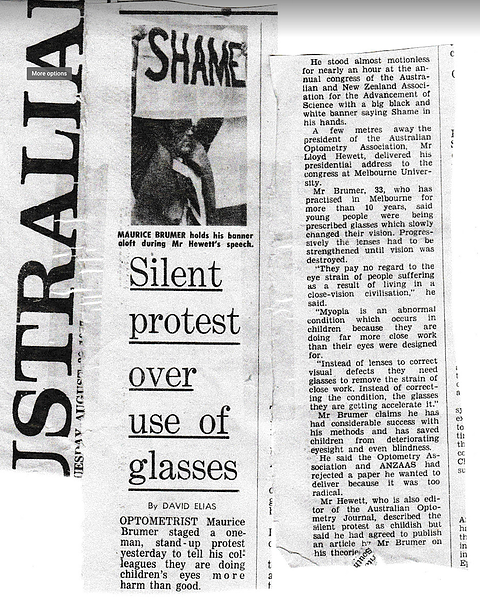 More options
USTRALIA
SHAME
MAURICE BRUMER holds his banner
aloft during Mr Hewett's speech.
Silent
protest
over
use of
glasses
By DAVID ELIAS
OPTOMETRIST Maurice
Brumer staged a one-
man, stand-up protest
yesterday to tell his col-
leagues they are doing
children's eyes more
harm than good.
He stood almost motionless
for nearly an hour at the an-
nual congress of the Austra-
lian and New Zealand Associ-
ation for the Advancement of
Science with a big black and
white banner saying Shame in
his hands.
A few metres away the
president of the Australian
Optometry Association, Mr
Lloyd Hewett, delivered his
presidential address to the
congress at Melbourne Univer-
sity.
Mr Brumer, 33, who has
practised in Melbourne for
more than 10 years, said
young people were being
prescribed glasses which slowly
changed their vision. Progres-
sively the lenses had to be
strengthened until vision was
destroyed.
"They pay no regard to the
eye strain of people suffering
as a result of living in a
close-vision civilisation," he
said.
"Myopia is an abnormal
condition which occurs in
children because they are
doing far more close work
than their eyes were designed
for.
"Instead of lenses to correct
visual defects they need
glasses to remove the strain of
close work. Instead of correct-
ing the condition, the glasses
they are getting accelerate it."
Mr Brumer claims he has
had considerable success with
his methods and has saved
children from deteriorating
eyesight and even blindness.
He said the Optometry As-
sociation and ANZAAS had
rejected a paper he wanted to
deliver because it was too
radical.
Mr Hewett, who is also edi-
tor of the Australian Opto-
metry Journal, described the
silent protest as childish but
said he had agreed to publish
an article by Mr Brumer on
his theories